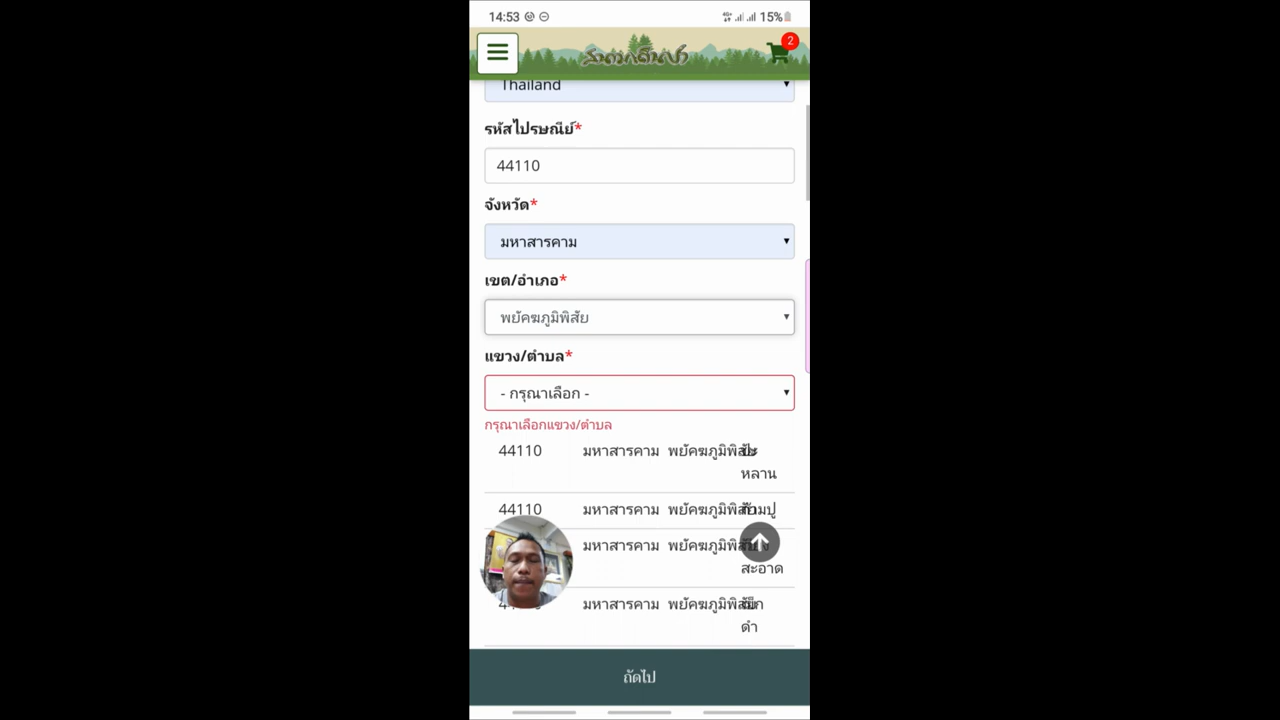 14:53
15%
2
Thailand
รหัสไปรษณีย์*
44110
จังหวัด*
มหาสารคาม
เขต/อำเภอ*
พยัคฆภูมิพิสัย
แขวง/ตำบล*
- กรุณาเลือก -
กรุณาเลือกแขวง/ตำบล
44110 มหาสารคาม พยัคฆภูมิพิสัย ปะ
หลาน
44110 มหาสารคาม พยัคฆภูมิพิสัย ก้ามปู
มหาสารคาม พยัคฆภูมิพิสัย
สะอาด
มหาสารคาม พยัคฆภูมิพิสัย
ดำ
ถัดไป